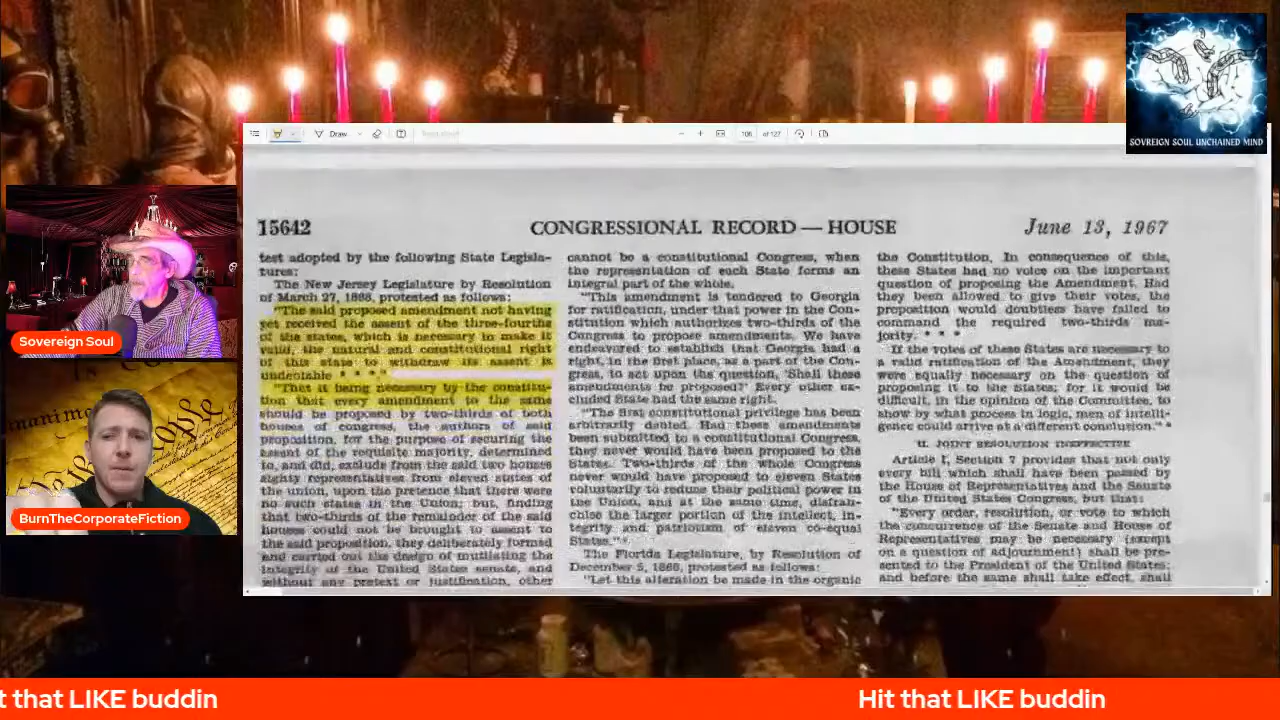 SOVREIGN SOUL UNCHAINED MIND
Draw
106 of 127
15642
CONGRESSIONAL RECORD — HOUSE
June 13, 1967
test adopted by the following State Legisla-
tures:
The New Jersey Legislature by Resolution
of March 27, 1868, protested as follows:
"The said proposed amendment not having
yet received the assent of the three-fourths
of the states, which is necessary to make it
valid, the natural and constitutional right
of this state to withdraw its assent is
undeniable * * *
"That it being necessary by the constitu-
tion that every amendment to the same
should be proposed by two-thirds of both
houses of congress, the authors of said
proposition, for the purpose of securing the
assent of the requisite majority, determined
to, and did, exclude from the said two houses
eighty representatives from eleven states of
the union, upon the pretence that there were
no such states in the Union; but, finding
that two-thirds of the remainder of the said
houses could not be brought to assent to
the said proposition, they deliberately formed
and carried out the design of mutilating the
integrity of the United States senate, and
without any pretext or justification, other
cannot be a constitutional Congress, when
the representation of each State forms an
integral part of the whole.
"This amendment is tendered to Georgia
for ratification, under that power in the Con-
stitution which authorizes two-thirds of the
Congress to propose amendments. We have
endeavored to establish that Georgia had a
right, in the first place, as a part of the Con-
gress, to act upon the question, 'Shall these
amendments be proposed?' Every other ex-
cluded State had the same right.
"The first constitutional privilege has been
arbitrarily denied. Had these amendments
been submitted to a constitutional Congress,
they never would have been proposed to the
States. Two-thirds of the whole Congress
never would have proposed to eleven States
voluntarily to reduce their political power in
the Union, and at the same time, disfran-
chise the larger portion of the intellect, in-
tegrity and patriotism of eleven co-equal
States."
The Florida Legislature, by Resolution of
December 5, 1866, protested as follows:
"Let this alteration be made in the organic
the Constitution. In consequence of this,
these States had no voice on the important
question of proposing the Amendment. Had
they been allowed to give their votes, the
proposition would doubtless have failed to
command the required two-thirds ma-
jority. * * *
If the votes of these States are necessary to
a valid ratification of the Amendment, they
were equally necessary on the question of
proposing it to the States; for it would be
difficult, in the opinion of the Committee, to
show by what process in logic, men of intelli-
gence could arrive at a different conclusion."
II. JOINT RESOLUTION INEFFECTIVE
Article I, Section 7 provides that not only
every bill which shall have been passed by
the House of Representatives and the Senate
of the United States Congress, but that:
"Every order, resolution, or vote to which
the concurrence of the Senate and House of
Representatives may be necessary (except
on a question of adjournment) shall be pre-
sented to the President of the United States;
and before the same shall take effect, shall
Sovereign Soul
BurnTheCorporateFiction
t that LIKE buddin
Hit that LIKE buddin